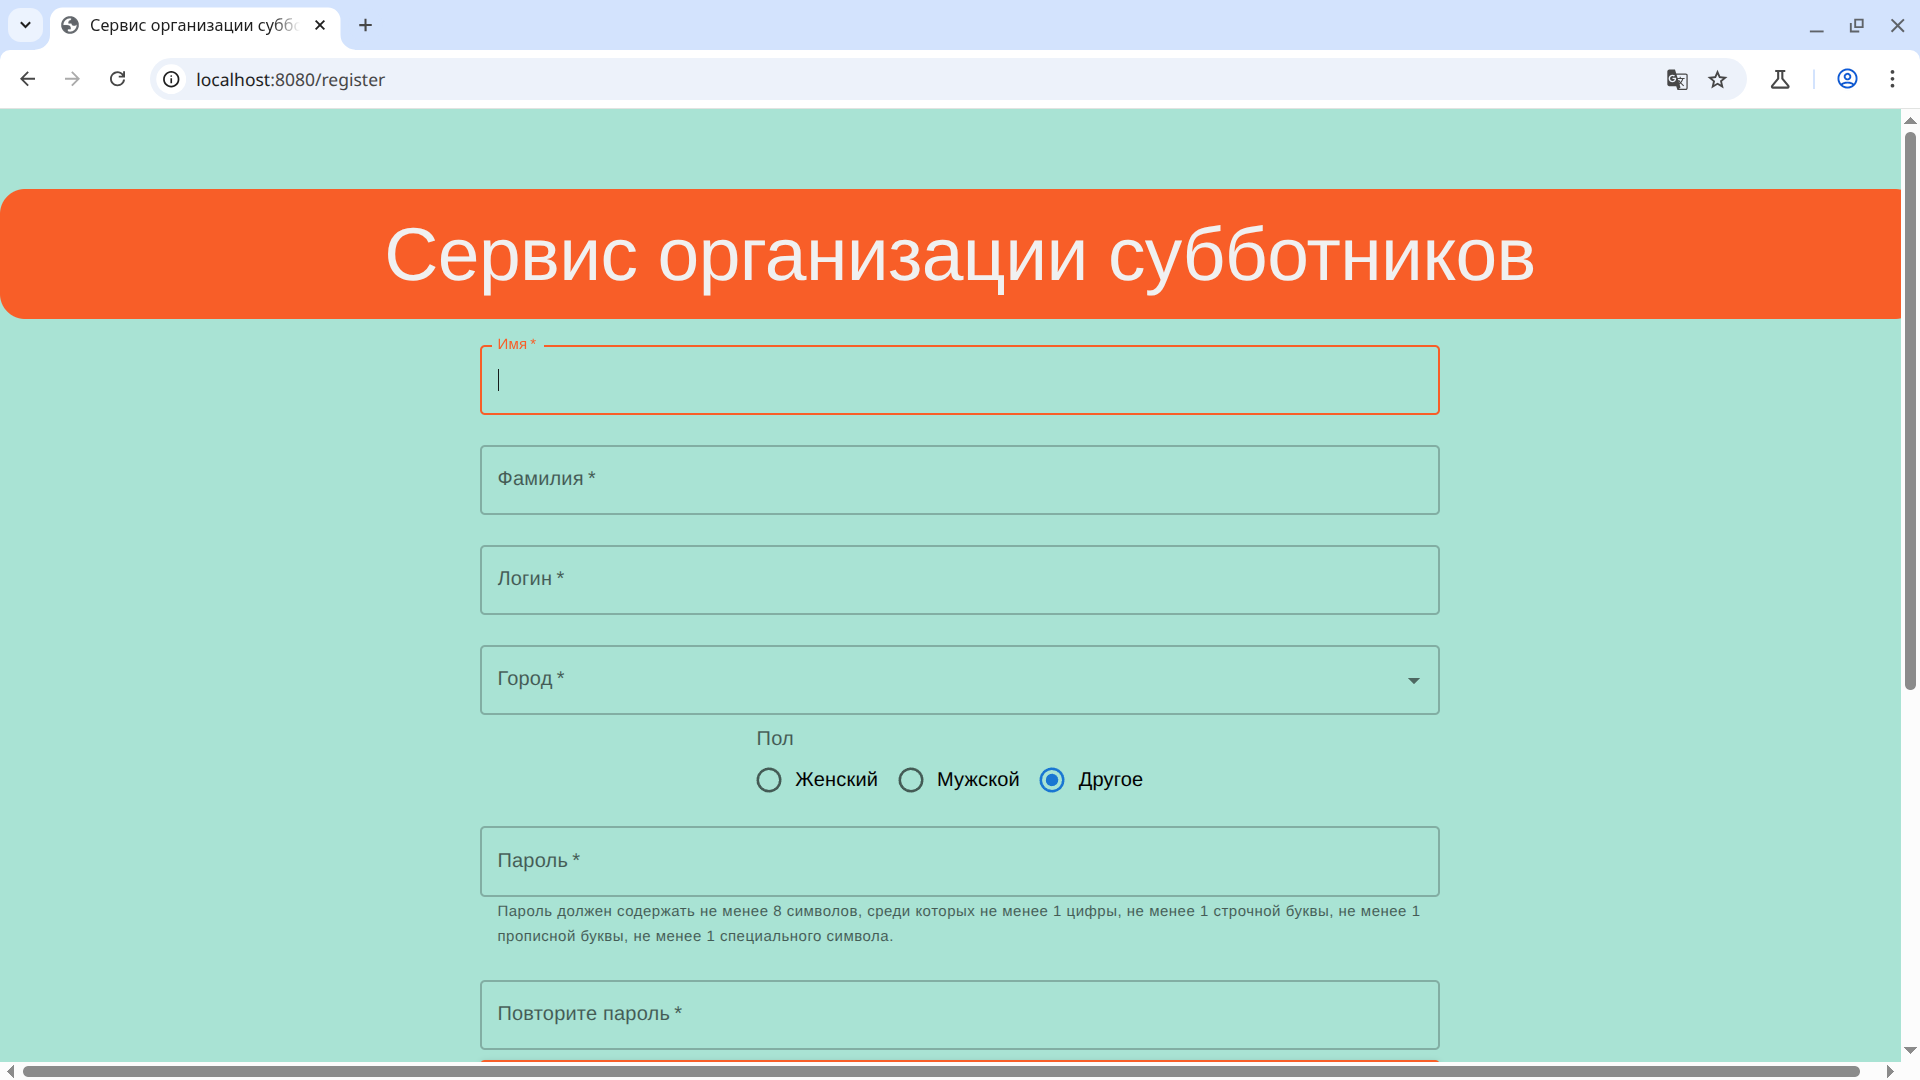 Сервис организации суббо
localhost:8080/register
Сервис организации субботников
Имя *
Фамилия *
Логин *
Город *
Пол
Женский Мужской Другое
Пароль *
Пароль должен содержать не менее 8 символов, среди которых не менее 1 цифры, не менее 1 строчной буквы, не менее 1
прописной буквы, не менее 1 специального символа.
Повторите пароль *